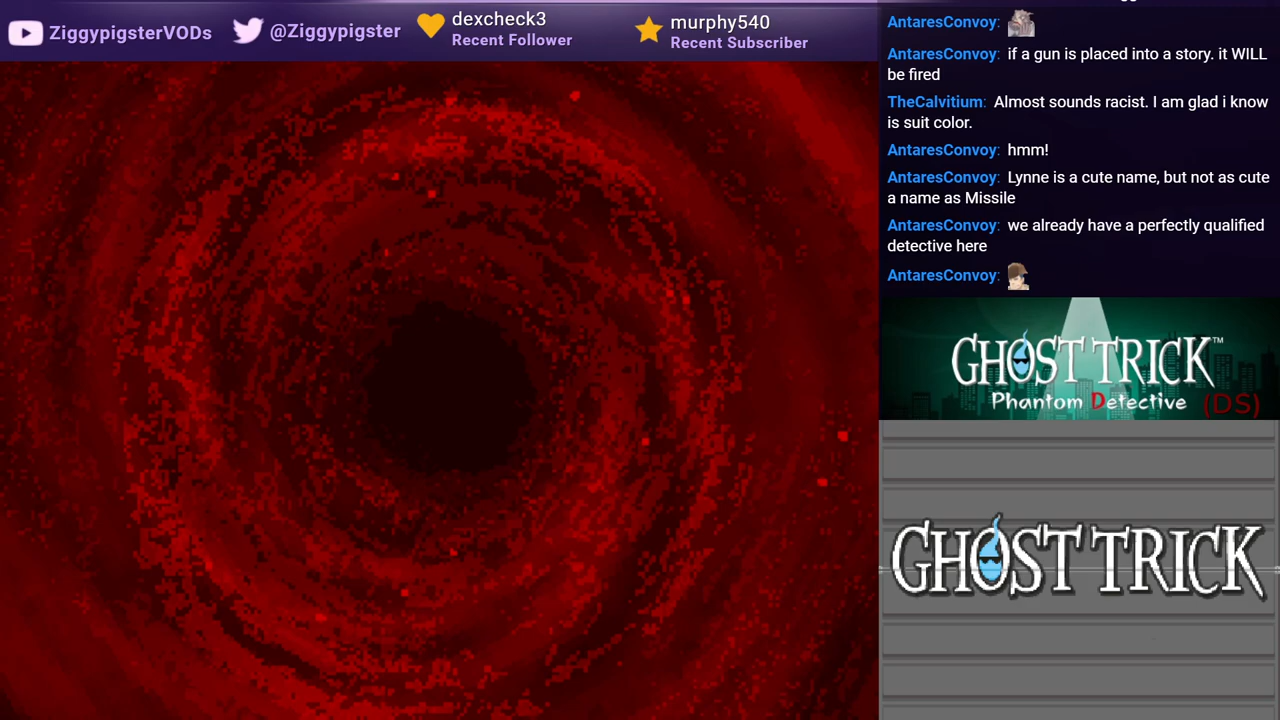 ZiggypigsterVODs
@Ziggypigster
dexcheck3
Recent Follower
murphy540
Recent Subscriber
AntaresConvoy:
AntaresConvoy: if a gun is placed into a story. it WILL
be fired
TheCalvitium: Almost sounds racist. I am glad i know
is suit color.
AntaresConvoy: hmm!
AntaresConvoy: Lynne is a cute name, but not as cute
a name as Missile
AntaresConvoy: we already have a perfectly qualified
detective here
AntaresConvoy:
GHOST TRICK™
Phantom Detective (DS)
GHOST TRICK